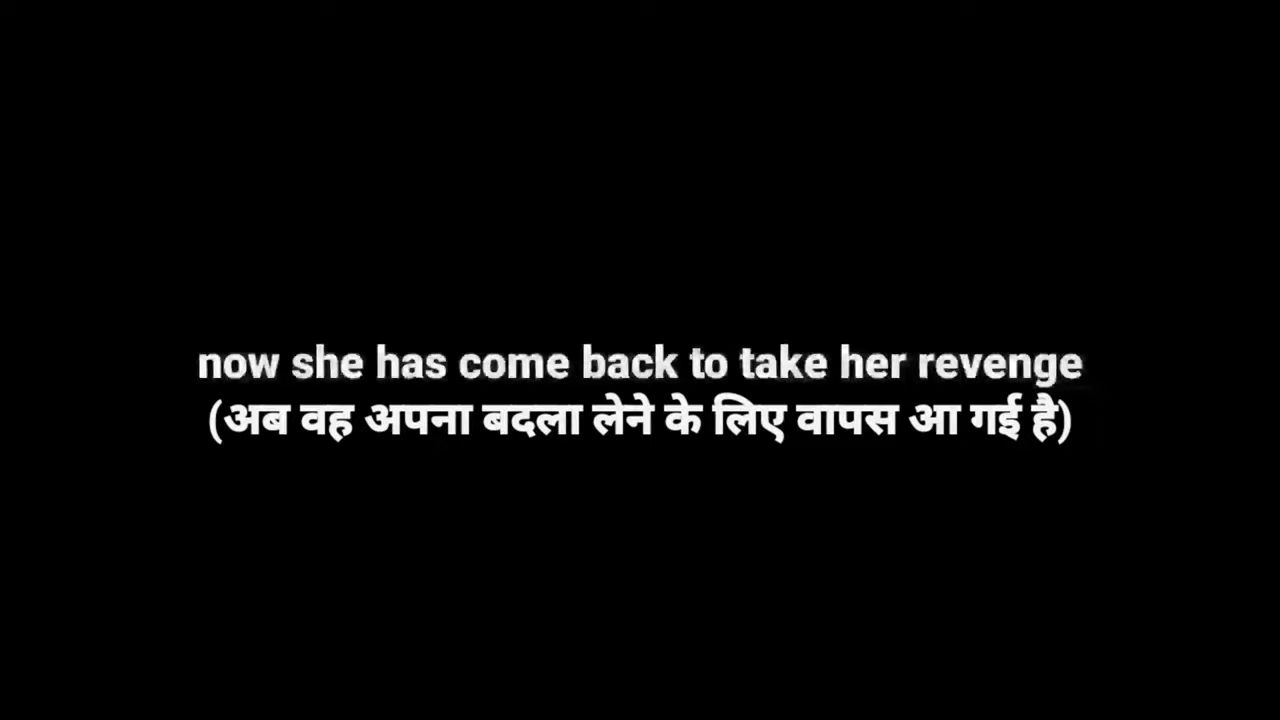 now she has come back to take her revenge
(अब वह अपना बदला लेने के लिए वापस आ गई है)